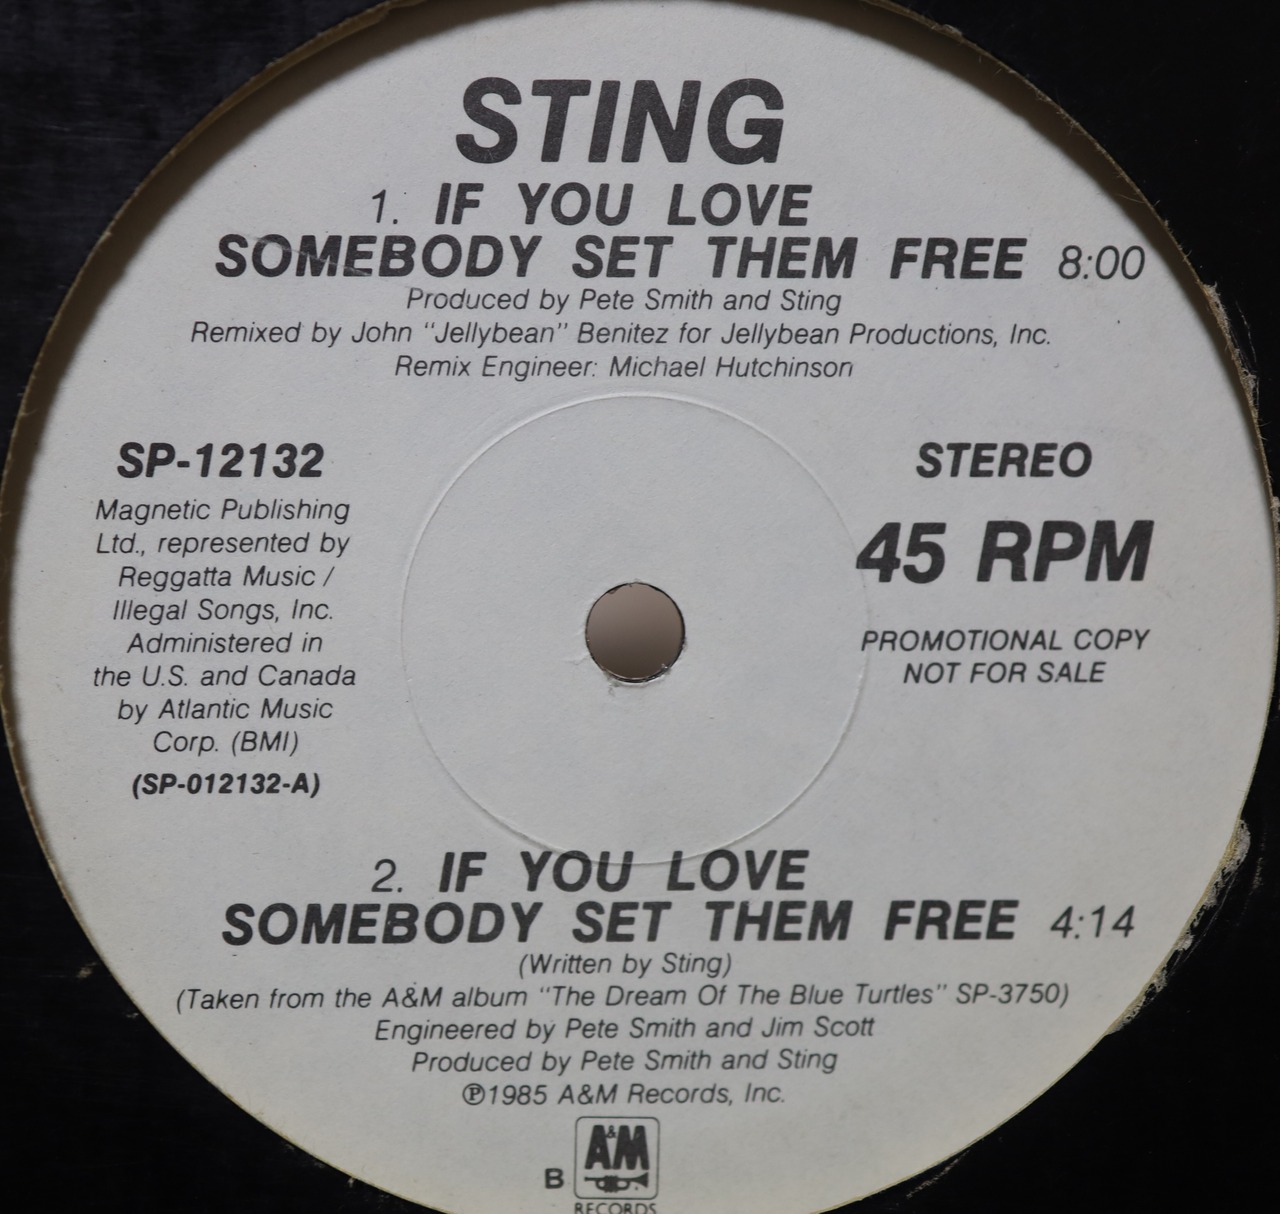 STING
1. IF YOU LOVE
SOMEBODY SET THEM FREE 8:00
Produced by Pete Smith and Sting
Remixed by John "Jellybean" Benitez for Jellybean Productions, Inc.
Remix Engineer: Michael Hutchinson
SP-12132
Magnetic Publishing
Ltd., represented by
Reggatta Music /
Illegal Songs, Inc.
Administered in
the U.S. and Canada
by Atlantic Music
Corp. (BMI)
(SP-012132-A)
STEREO
45 RPM
PROMOTIONAL COPY
NOT FOR SALE
2. IF YOU LOVE
SOMEBODY SET THEM FREE 4:14
(Written by Sting)
(Taken from the A&M album "The Dream Of The Blue Turtles" SP-3750)
Engineered by Pete Smith and Jim Scott
Produced by Pete Smith and Sting
℗1985 A&M Records, Inc.
B
A&M
RECORDS